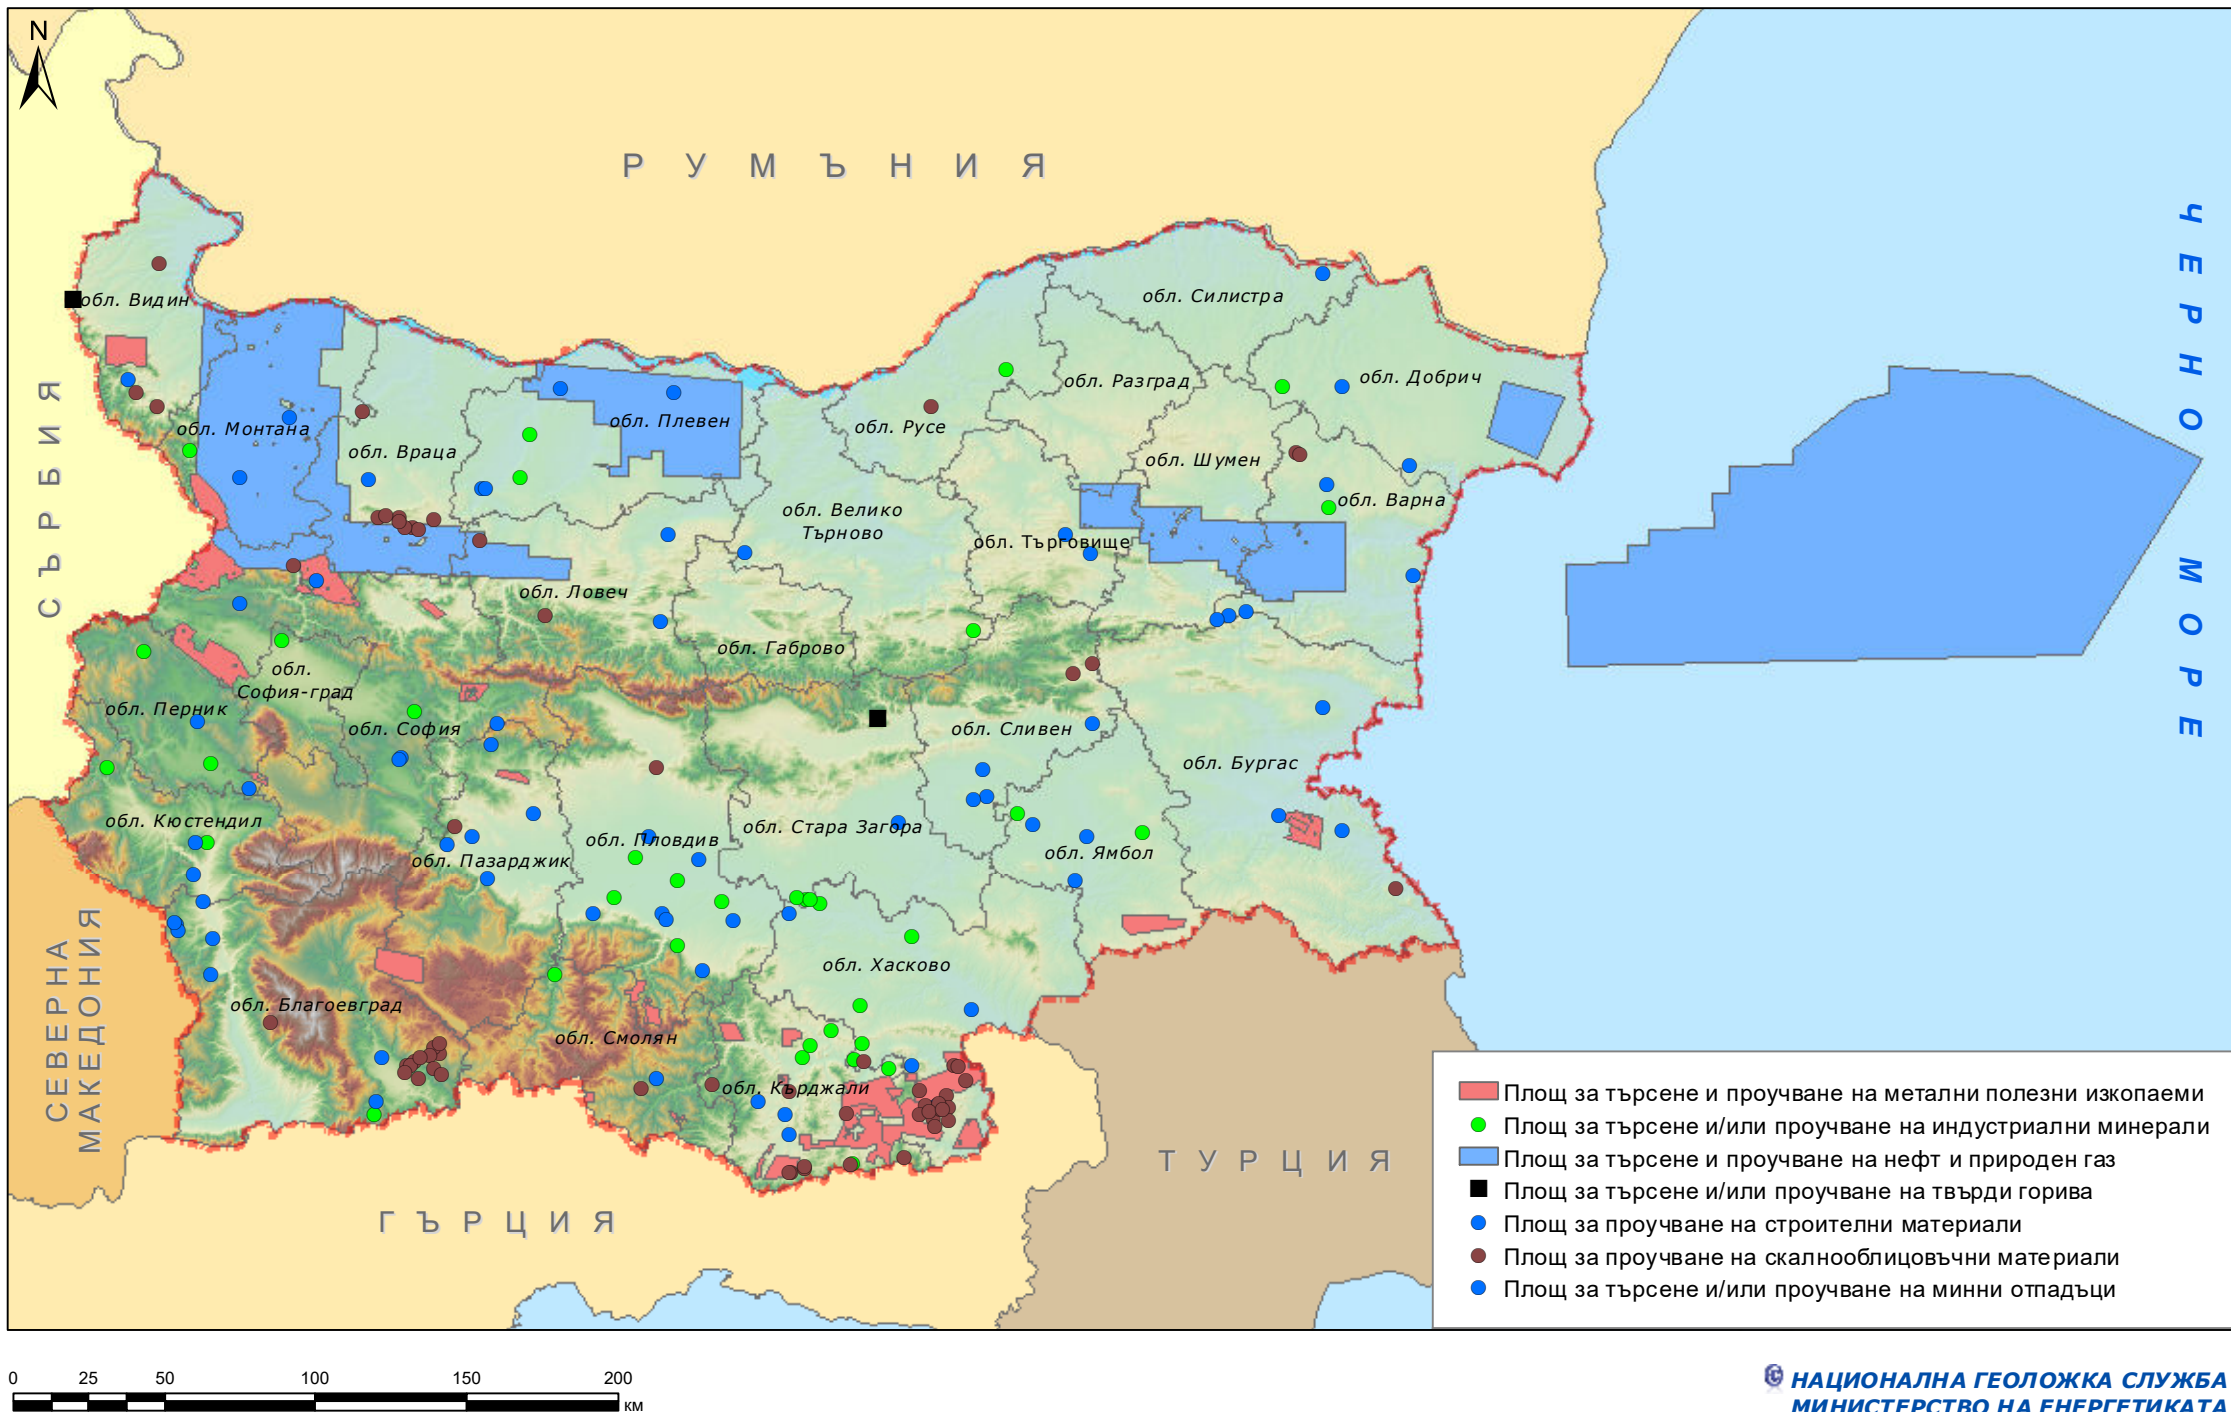 N
РУМЪНИЯ
СЪРБИЯ
СЕВЕРНА
МАКЕДОНИЯ
ГЪРЦИЯ
ТУРЦИЯ
ЧЕРНО МОРЕ
обл. Видин
обл. Монтана
обл. Враца
обл. Плевен
обл. Русе
обл. Силистра
обл. Разград
обл. Добрич
обл. Шумен
обл. Варна
обл. Велико
Търново
обл. Търговище
обл. Ловеч
обл. Габрово
обл.
София-град
обл. Перник
обл. София
обл. Сливен
обл. Бургас
обл. Кюстендил
обл. Пазарджик
обл. Пловдив
обл. Стара Загора
обл. Ямбол
обл. Хасково
обл. Благоевград
обл. Смолян
обл. Кърджали
Площ за търсене и проучване на метални полезни изкопаеми
Площ за търсене и/или проучване на индустриални минерали
Площ за търсене и проучване на нефт и природен газ
Площ за търсене и/или проучване на твърди горива
Площ за проучване на строителни материали
Площ за проучване на скалнооблицовъчни материали
Площ за търсене и/или проучване на минни отпадъци
0 25 50 100 150 200
км
© НАЦИОНАЛНА ГЕОЛОЖКА СЛУЖБА
МИНИСТЕРСТВО НА ЕНЕРГЕТИКАТА